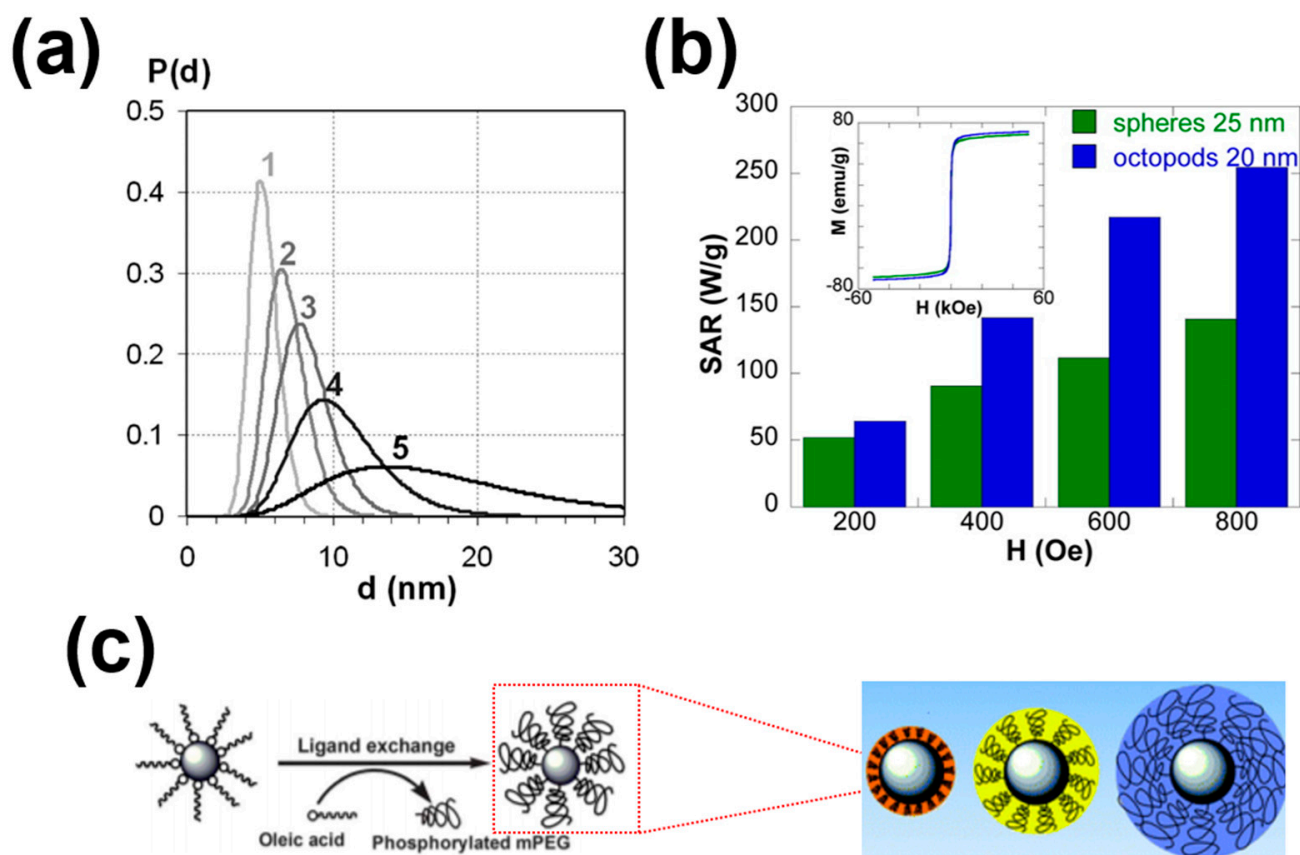 (a)
P(d)
0.5
0.4
0.3
0.2
0.1
0
1
2
3
4
5
0 10 20 30
d (nm)
(b)
300
250
200
150
100
50
0
SAR (W/g)
spheres 25 nm
octopods 20 nm
80
M (emu/g)
-80
-60 60
H (kOe)
200 400 600 800
H (Oe)
(c)
Ligand exchange
Oleic acid
Phosphorylated mPEG